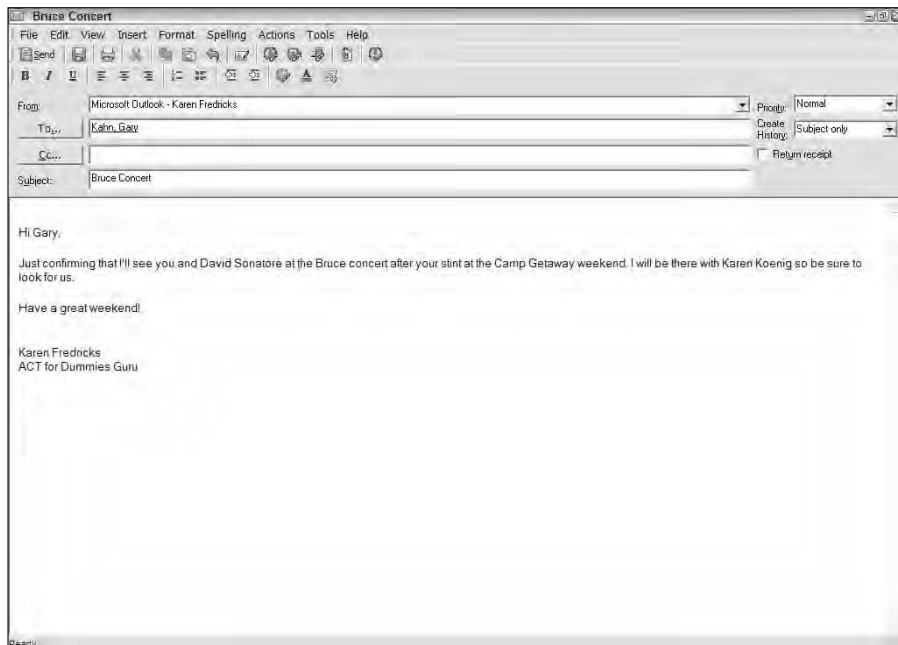 Bruce Concert
File Edit View Insert Format Spelling Actions Tools Help
Send
B I U A
From: Microsoft Outlook - Karen Fredricks Priority: Normal
To... Kahn, Gary Create History: Subject only
Cc... Return receipt
Subject: Bruce Concert
Hi Gary,
Just confirming that I'll see you and David Sonatore at the Bruce concert after your stint at the Camp Getaway weekend. I will be there with Karen Koenig so be sure to
look for us.
Have a great weekend!
Karen Fredricks
ACT for Dummies Guru
Ready